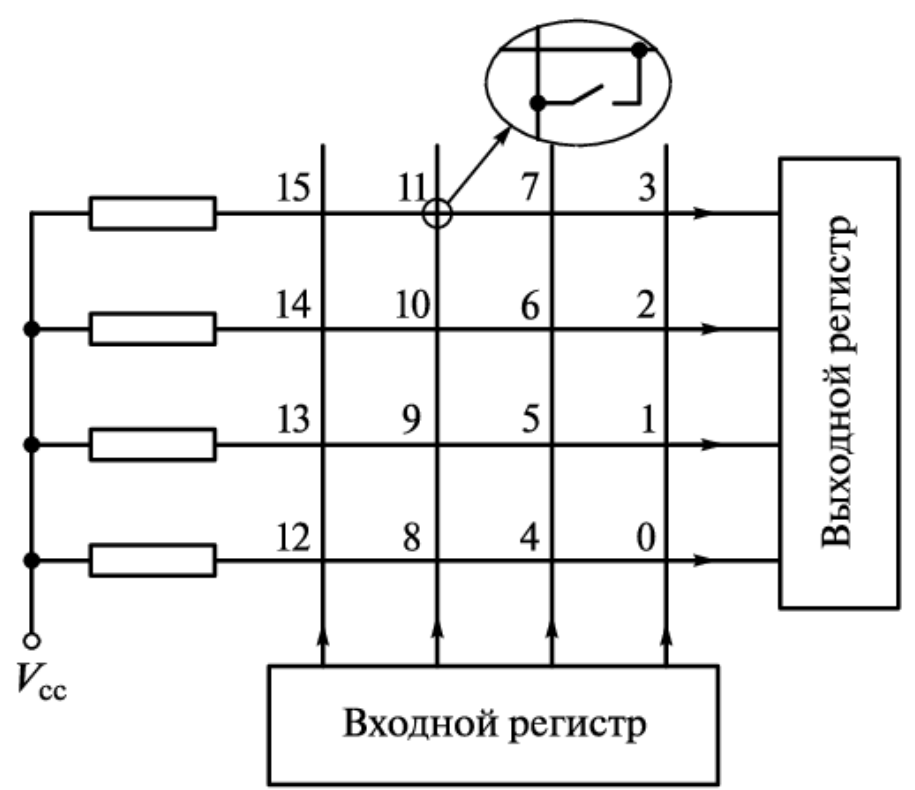 15 11 7 3
14 10 6 2
13 9 5 1
12 8 4 0
Выходной регистр
Vcc
Входной регистр